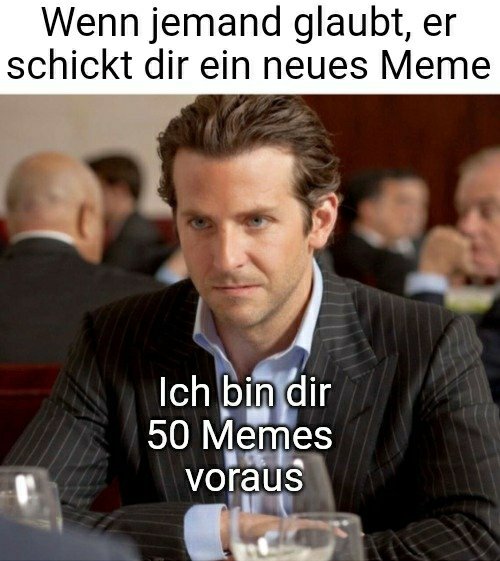 Wenn jemand glaubt, er
schickt dir ein neues Meme
Ich bin dir
50 Memes
voraus